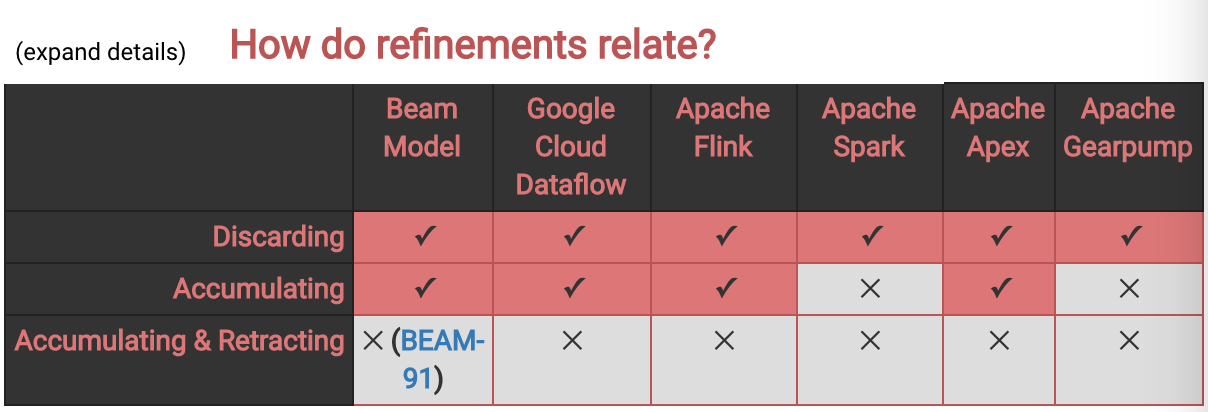 (expand details) How do refinements relate?
Beam Model Google Cloud Dataflow Apache Flink Apache Spark Apache Apex Apache Gearpump
Discarding ✓ ✓ ✓ ✓ ✓ ✓
Accumulating ✓ ✓ ✓ ✕ ✓ ✕
Accumulating & Retracting ✕ (BEAM-91) ✕ ✕ ✕ ✕ ✕